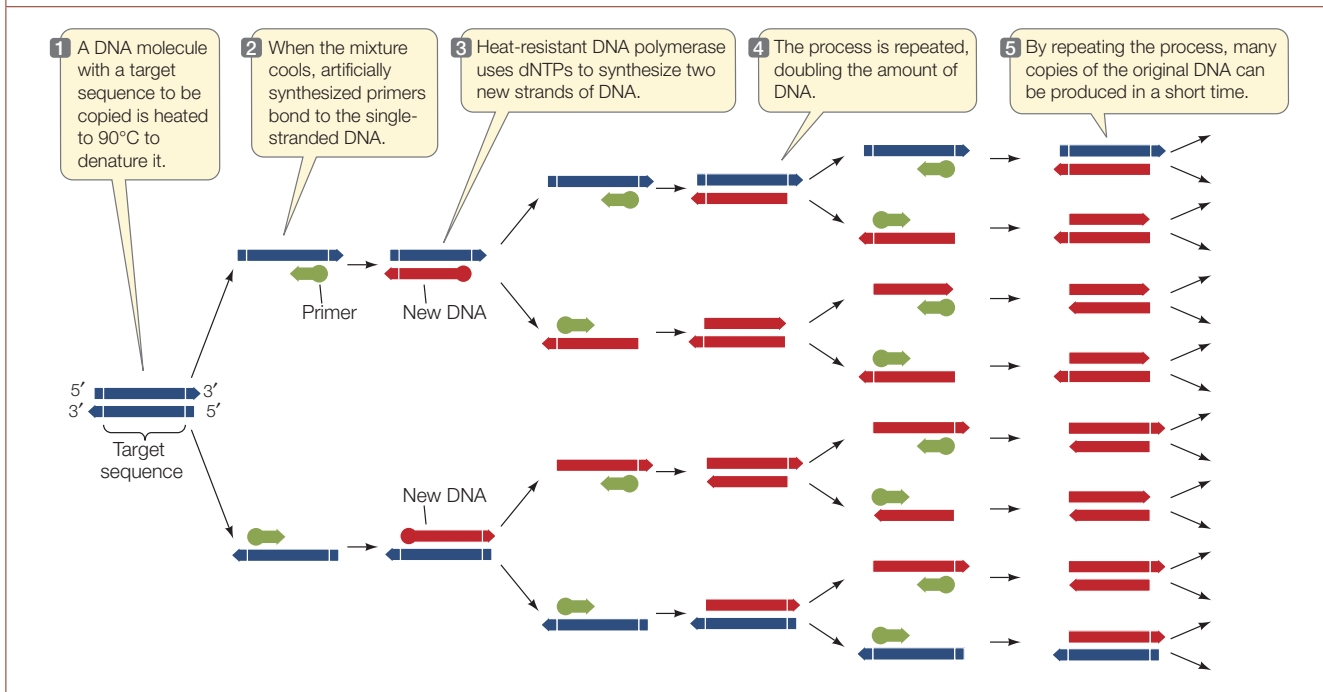 1 A DNA molecule
with a target
sequence to be
copied is heated
to 90°C to
denature it.
2 When the mixture
cools, artificially
synthesized primers
bond to the single-
stranded DNA.
3 Heat-resistant DNA polymerase
uses dNTPs to synthesize two
new strands of DNA.
4 The process is repeated,
doubling the amount of
DNA.
5 By repeating the process, many
copies of the original DNA can
be produced in a short time.
Primer
New DNA
5′ 3′
3′ 5′
Target
sequence
New DNA